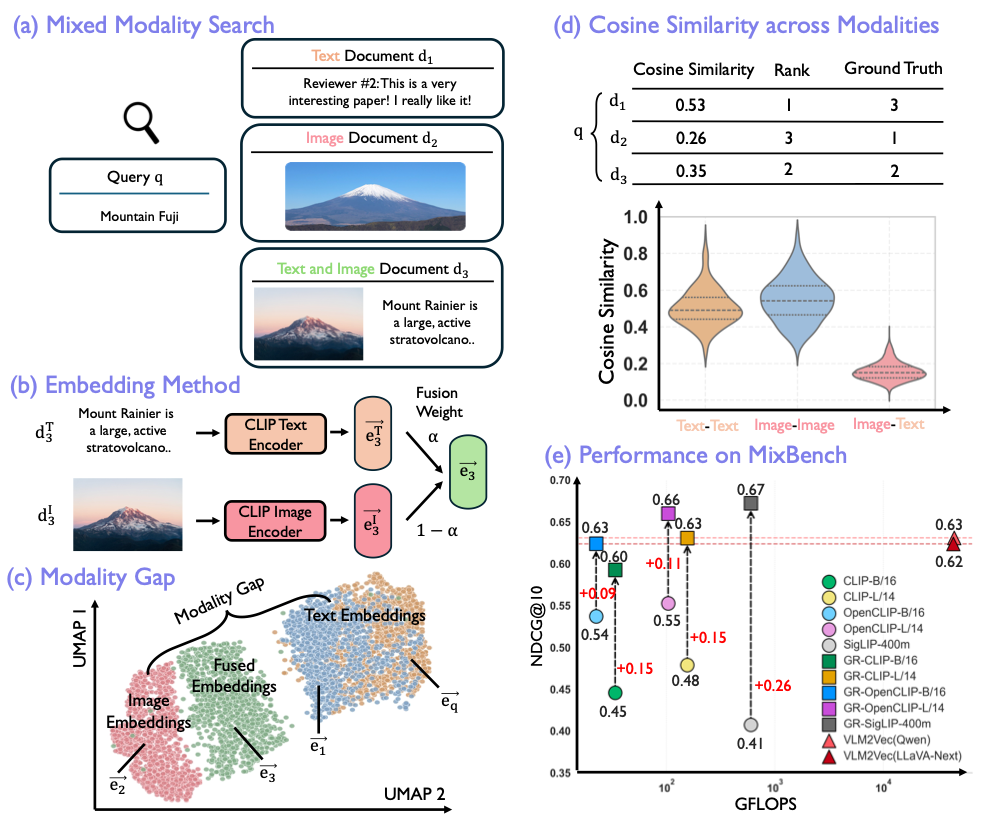 (a) Mixed Modality Search
Text Document d₁
Reviewer #2: This is a very
interesting paper! I really like it!
Query q
Mountain Fuji
Image Document d₂
Text and Image Document d₃
Mount Rainier is
a large, active
stratovolcano..
(b) Embedding Method
d₃ᵀ
Mount Rainier is
a large, active
stratovolcano..
CLIP Text
Encoder
e₃ᵀ
Fusion
Weight
α
e₃
d₃ᴵ
CLIP Image
Encoder
e₃ᴵ
1 − α
(c) Modality Gap
UMAP 1
Modality Gap
Text Embeddings
Fused
Embeddings
Image
Embeddings
e₂
e₃
e₁
e_q
UMAP 2
(d) Cosine Similarity across Modalities
Cosine Similarity Rank Ground Truth
q
d₁ 0.53 1 3
d₂ 0.26 3 1
d₃ 0.35 2 2
Cosine Similarity
1.0
0.8
0.6
0.4
0.2
0.0
Text-Text Image-Image Image-Text
(e) Performance on MixBench
NDCG@10
0.70
0.65
0.60
0.55
0.50
0.45
0.40
0.35
0.63
0.60
0.66
0.63
0.67
0.63
0.62
+0.09
+0.11
+0.15
+0.15
+0.26
0.54
0.55
0.48
0.45
0.41
CLIP-B/16
CLIP-L/14
OpenCLIP-B/16
OpenCLIP-L/14
SigLIP-400m
GR-CLIP-B/16
GR-CLIP-L/14
GR-OpenCLIP-B/16
GR-OpenCLIP-L/14
GR-SigLIP-400m
VLM2Vec(Qwen)
VLM2Vec(LLaVA-Next)
10² 10³ 10⁴
GFLOPS